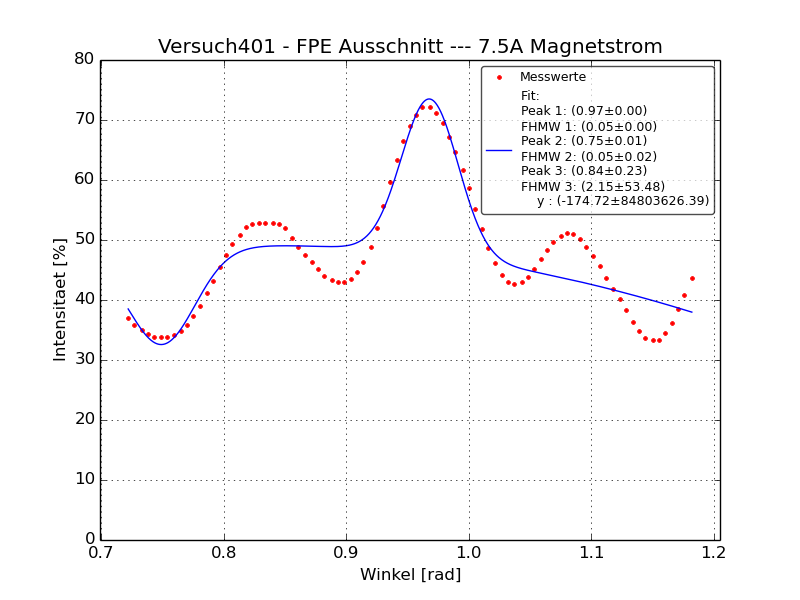 Versuch401 - FPE Ausschnitt --- 7.5A Magnetstrom
80
70
60
50
40
30
20
10
0
Intensitaet [%]
Messwerte
Fit:
Peak 1: (0.97±0.00)
FHMW 1: (0.05±0.00)
Peak 2: (0.75±0.01)
FHMW 2: (0.05±0.02)
Peak 3: (0.84±0.23)
FHMW 3: (2.15±53.48)
y : (-174.72±84803626.39)
0.7 0.8 0.9 1.0 1.1 1.2
Winkel [rad]